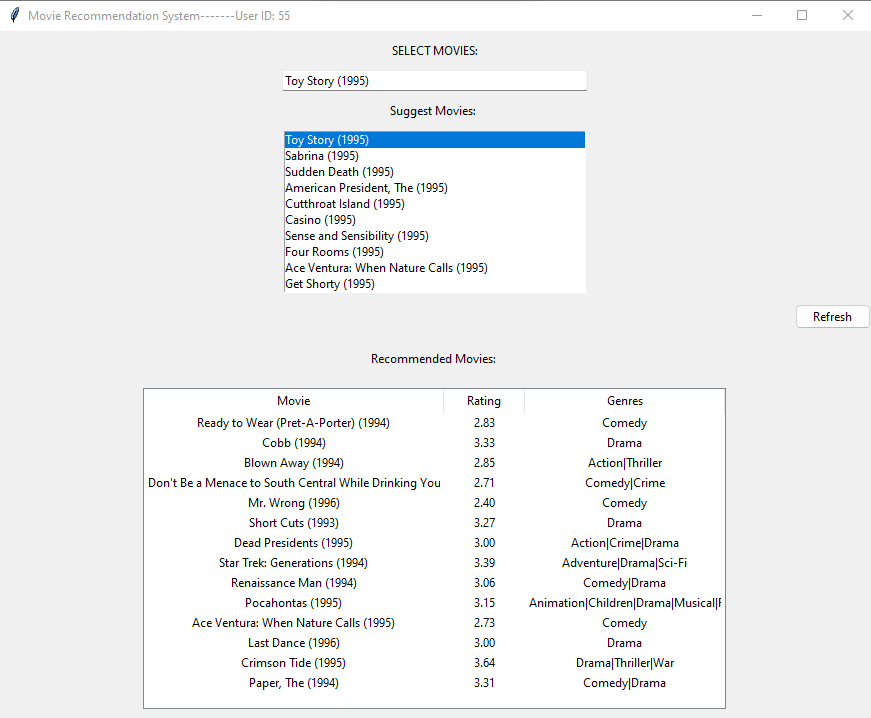 Movie Recommendation System-------User ID: 55
SELECT MOVIES:
Toy Story (1995)
Suggest Movies:
Toy Story (1995)
Sabrina (1995)
Sudden Death (1995)
American President, The (1995)
Cutthroat Island (1995)
Casino (1995)
Sense and Sensibility (1995)
Four Rooms (1995)
Ace Ventura: When Nature Calls (1995)
Get Shorty (1995)
Refresh
Recommended Movies:
Movie Rating Genres
Ready to Wear (Pret-A-Porter) (1994) 2.83 Comedy
Cobb (1994) 3.33 Drama
Blown Away (1994) 2.85 Action|Thriller
Don't Be a Menace to South Central While Drinking You 2.71 Comedy|Crime
Mr. Wrong (1996) 2.40 Comedy
Short Cuts (1993) 3.27 Drama
Dead Presidents (1995) 3.00 Action|Crime|Drama
Star Trek: Generations (1994) 3.39 Adventure|Drama|Sci-Fi
Renaissance Man (1994) 3.06 Comedy|Drama
Pocahontas (1995) 3.15 Animation|Children|Drama|Musical|
Ace Ventura: When Nature Calls (1995) 2.73 Comedy
Last Dance (1996) 3.00 Drama
Crimson Tide (1995) 3.64 Drama|Thriller|War
Paper, The (1994) 3.31 Comedy|Drama